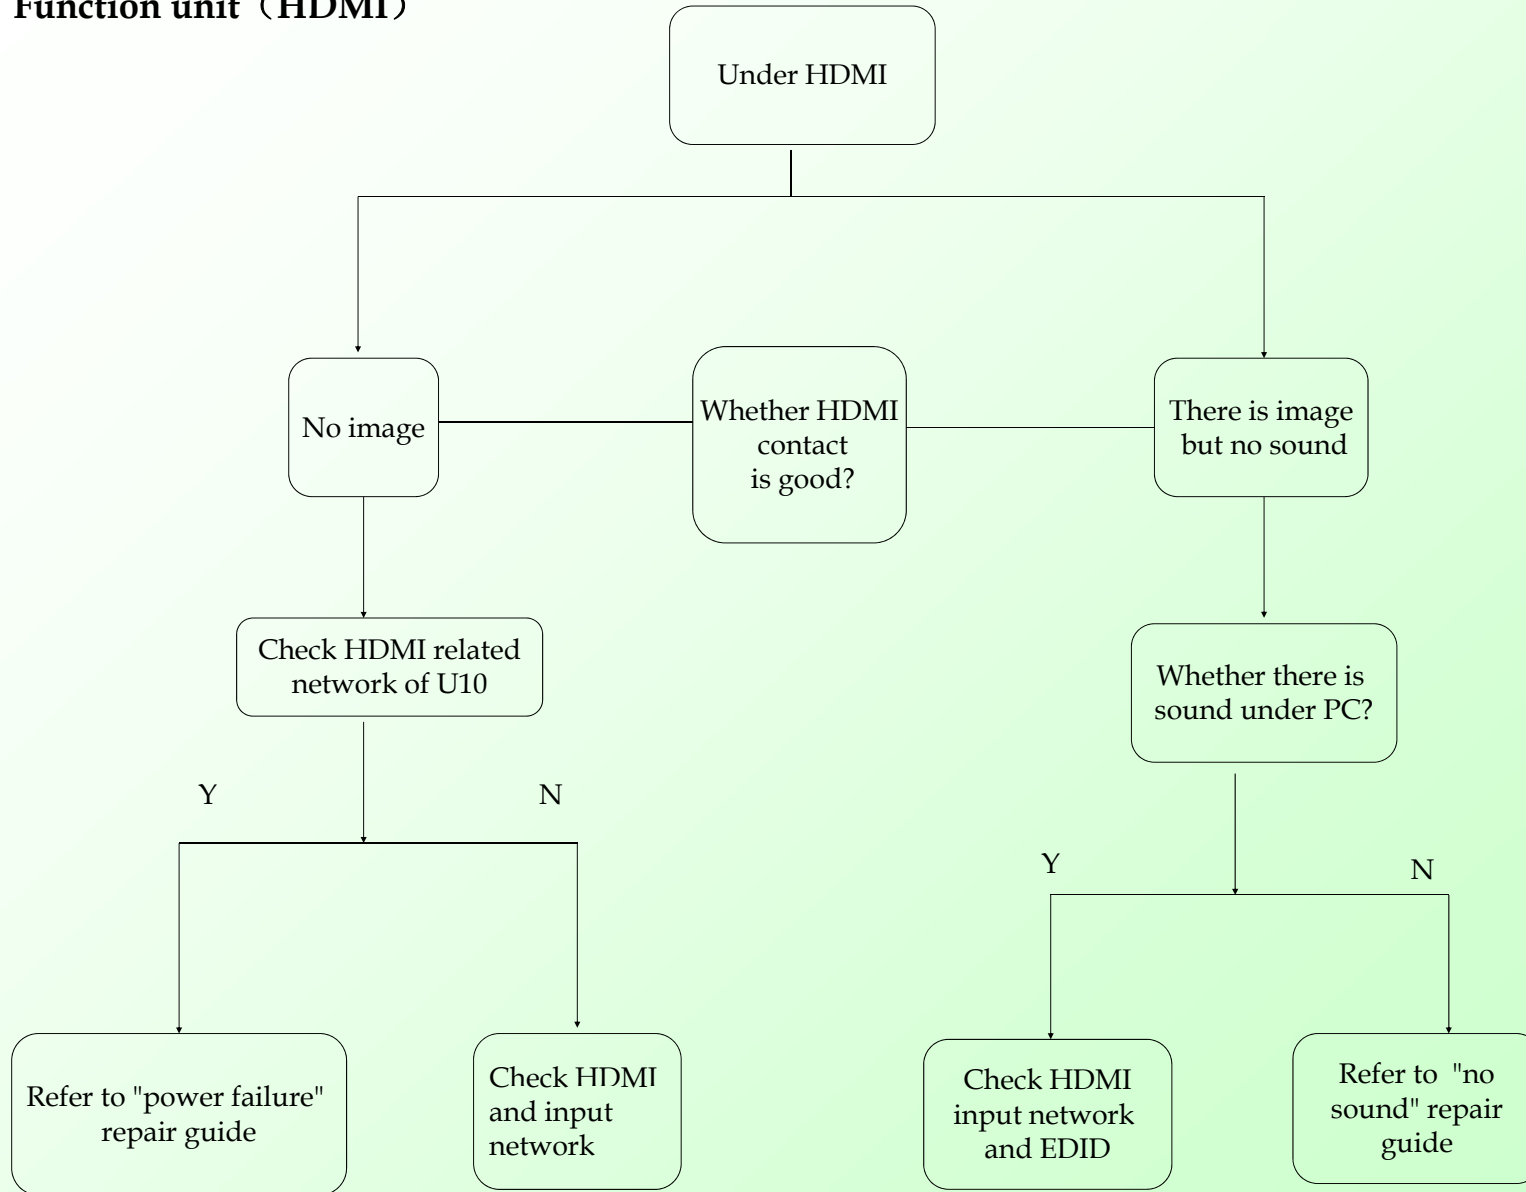 Function unit（HDMI）
Under HDMI
No image
Whether HDMI
contact
is good?
There is image
but no sound
Check HDMI related
network of U10
Whether there is
sound under PC?
Y
N
Y
N
Refer to "power failure"
repair guide
Check HDMI
and input
network
Check HDMI
input network
and EDID
Refer to "no
sound" repair
guide